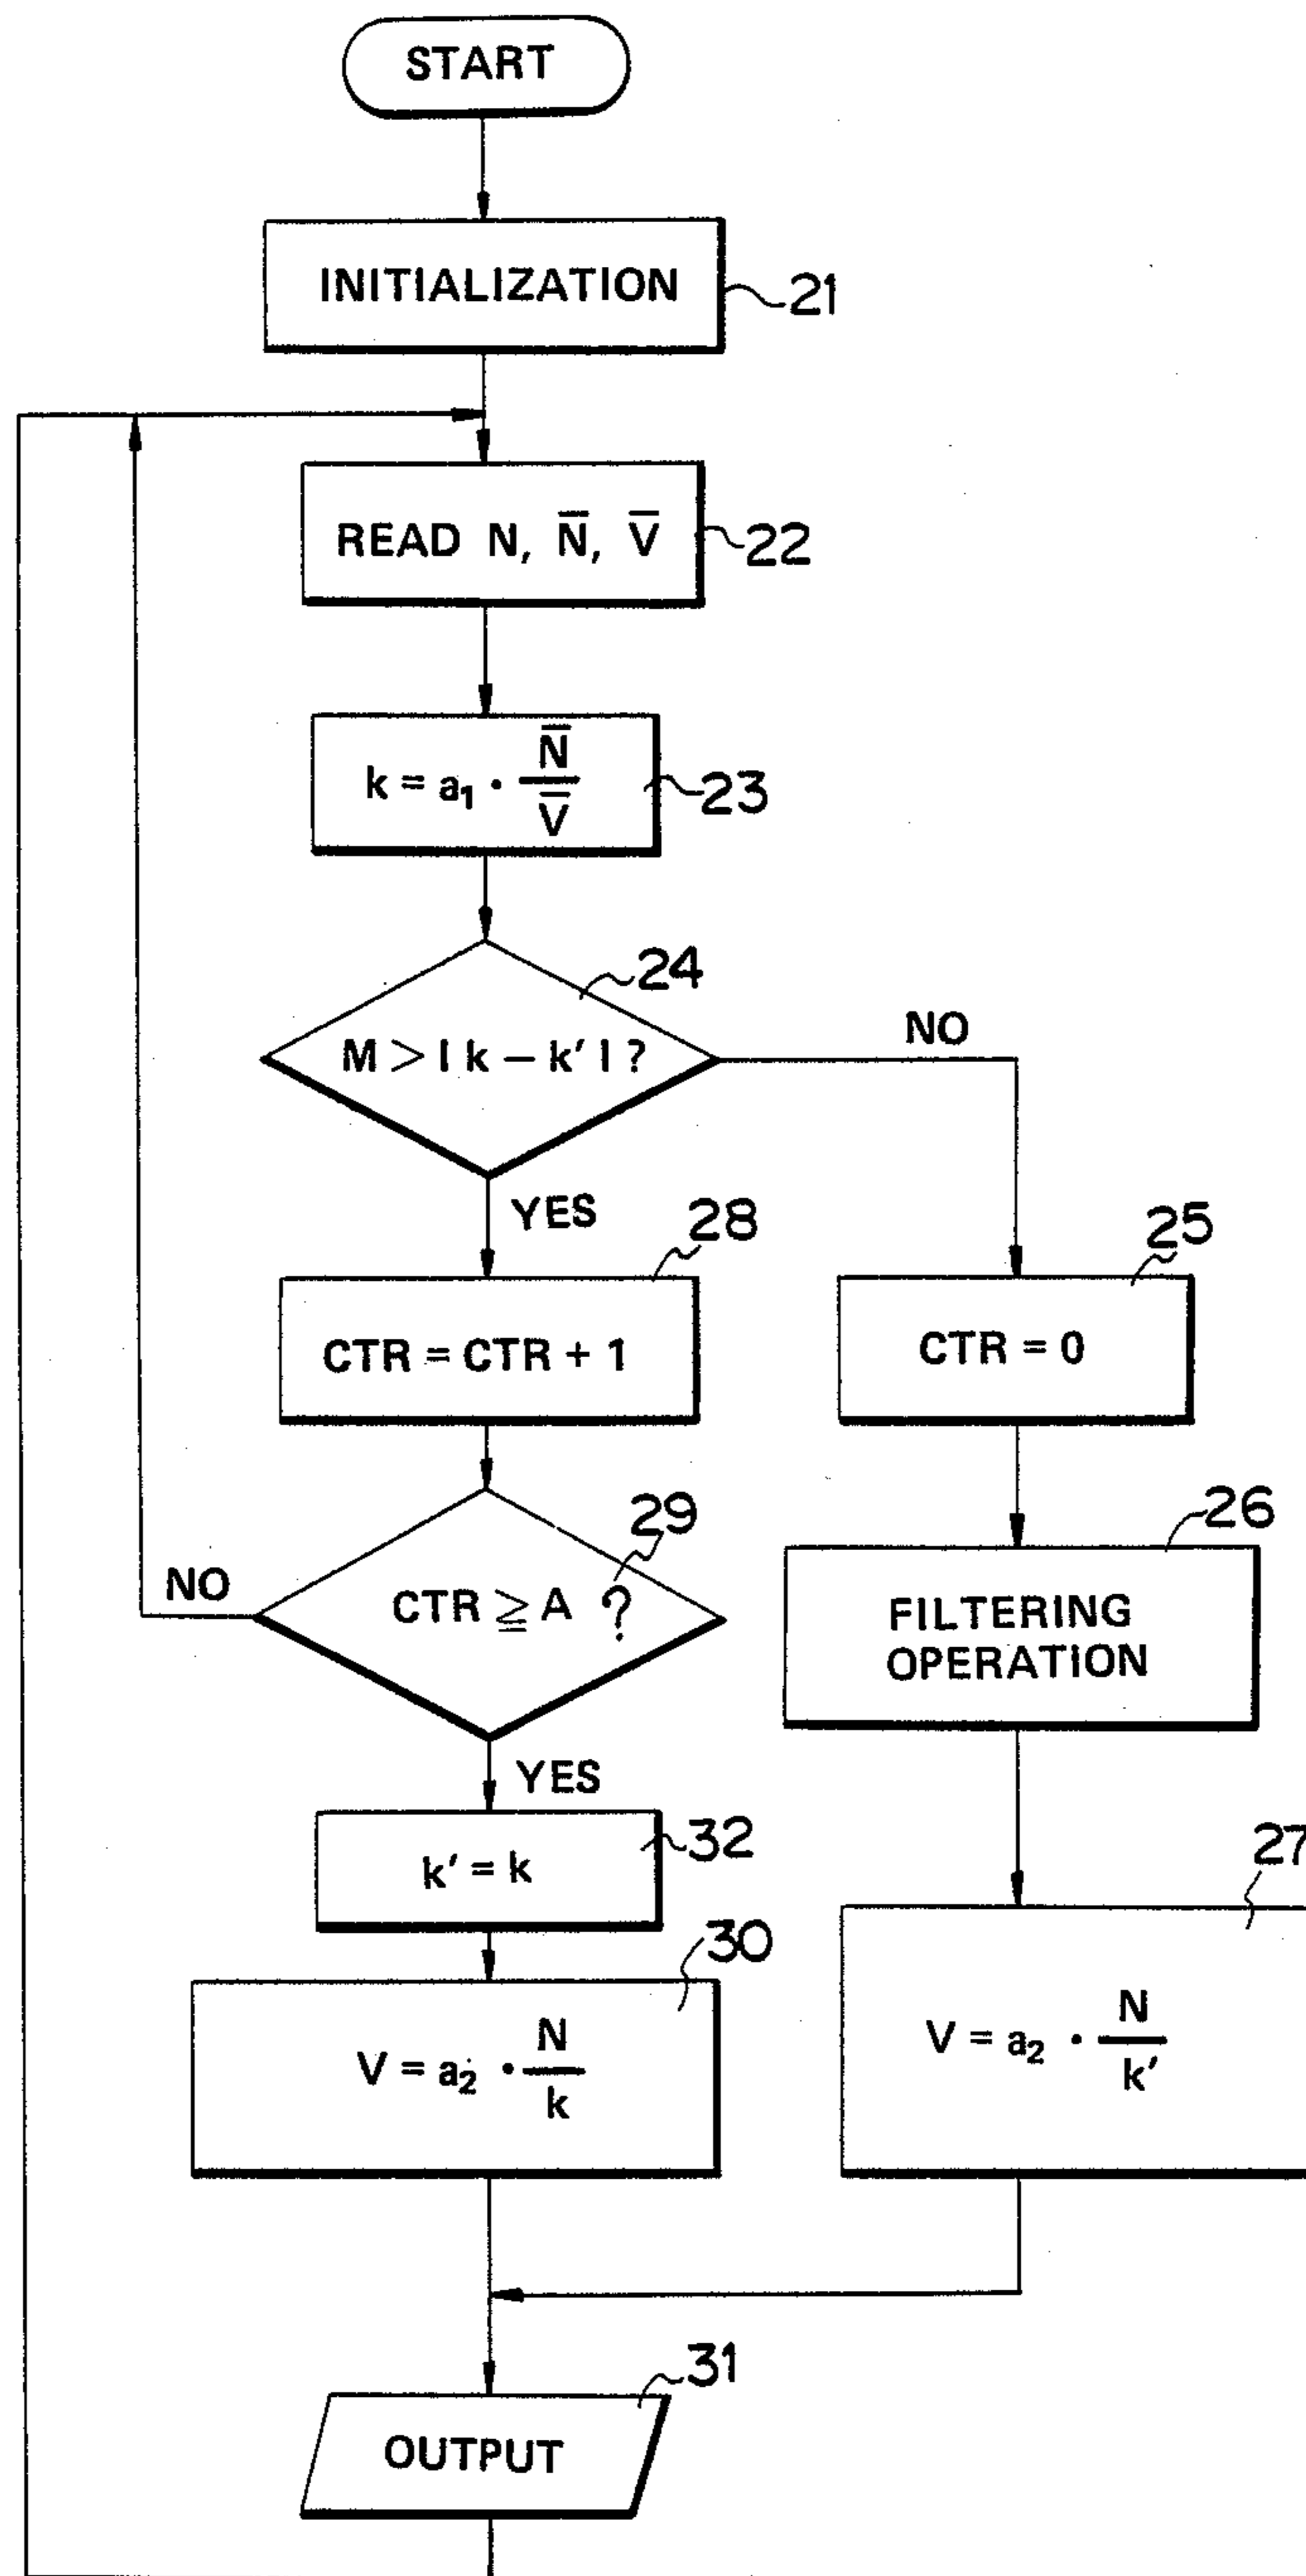 START
INITIALIZATION
21
READ N, N̅, V̅
22
k = a₁ · N̅ / V̅
23
24
M > | k − k′ | ?
NO
YES
28
25
CTR = CTR + 1
CTR = 0
29
26
NO
CTR ≧ A ?
FILTERING
OPERATION
YES
32
27
k′ = k
30
V = a₂ · N / k
V = a₂ · N / k′
31
OUTPUT